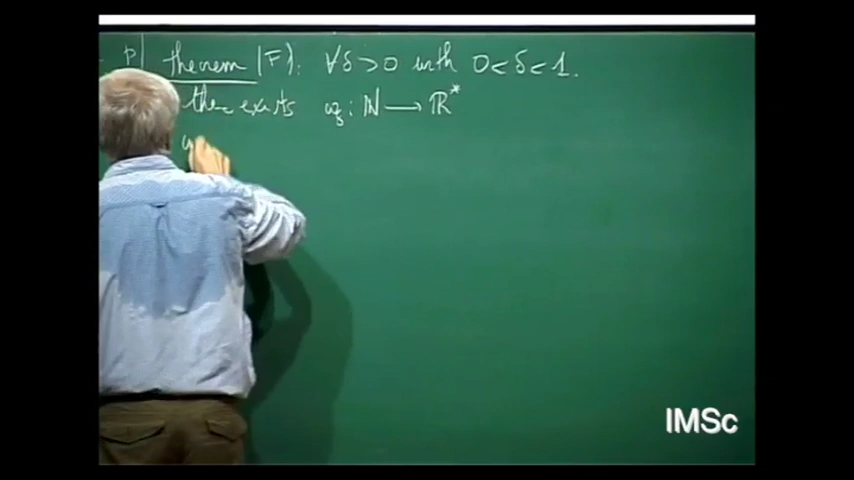 theorem (F): ∀δ>0 with 0<δ<1.
there exists : ℕ → ℝ*
IMSc